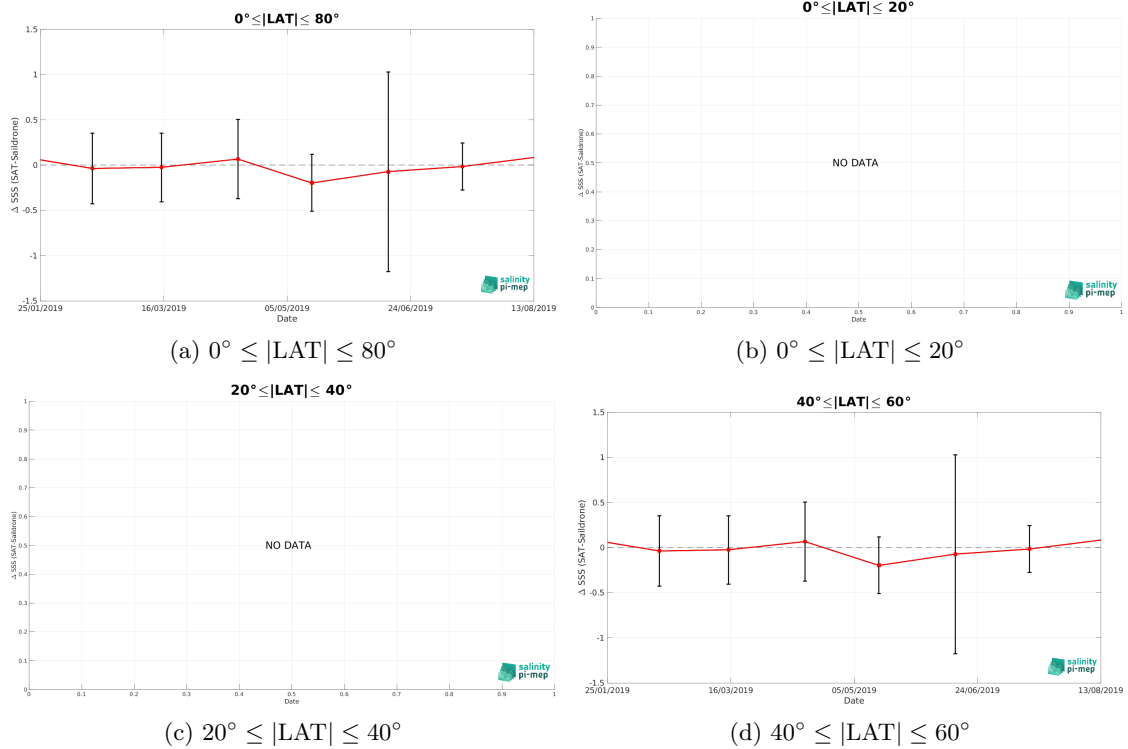 0°≤|LAT|≤ 80°
1.5
1
0.5
0
-0.5
-1
-1.5
Δ SSS (SAT-Saildrone)
25/01/2019 16/03/2019 05/05/2019 24/06/2019 13/08/2019
Date
salinity
pi-mep
(a) 0° ≤ |LAT| ≤ 80°
0°≤|LAT|≤ 20°
1
0.9
0.8
0.7
0.6
0.5
0.4
0.3
0.2
0.1
0
Δ SSS (SAT-Saildrone)
NO DATA
0 0.1 0.2 0.3 0.4 0.5 0.6 0.7 0.8 0.9 1
Date
salinity
pi-mep
(b) 0° ≤ |LAT| ≤ 20°
20°≤|LAT|≤ 40°
1
0.9
0.8
0.7
0.6
0.5
0.4
0.3
0.2
0.1
0
Δ SSS (SAT-Saildrone)
NO DATA
0 0.1 0.2 0.3 0.4 0.5 0.6 0.7 0.8 0.9 1
Date
salinity
pi-mep
(c) 20° ≤ |LAT| ≤ 40°
40°≤|LAT|≤ 60°
1.5
1
0.5
0
-0.5
-1
-1.5
Δ SSS (SAT-Saildrone)
25/01/2019 16/03/2019 05/05/2019 24/06/2019 13/08/2019
Date
salinity
pi-mep
(d) 40° ≤ |LAT| ≤ 60°